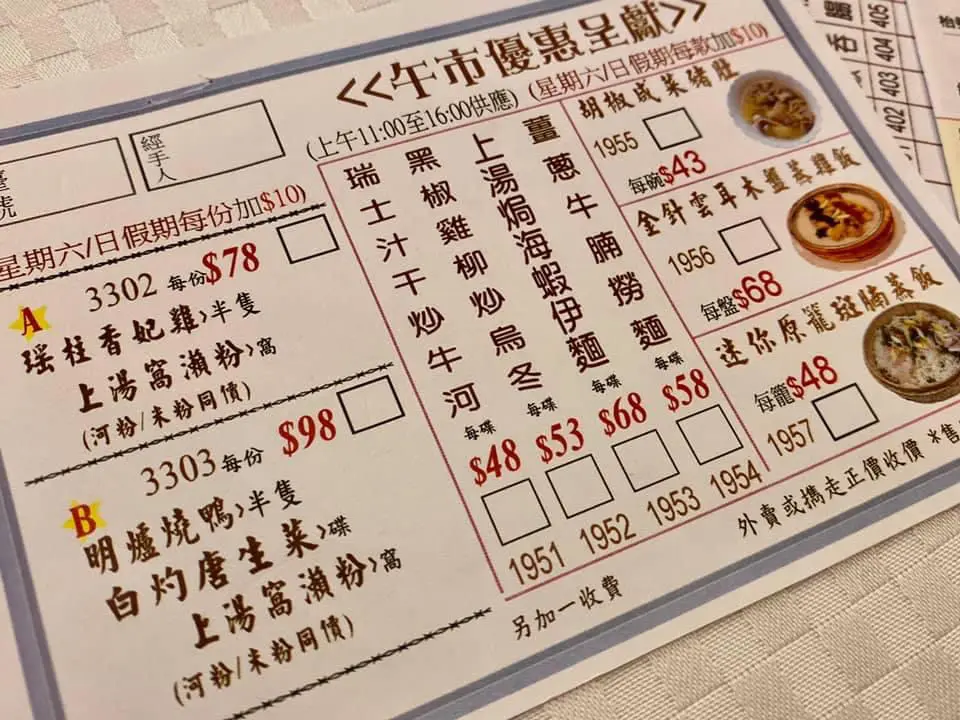 <<午市優惠呈獻>>
(上午11:00至16:00供應)
(星期六/日假期每款加$10)
經手人
號
星期六/日假期每份加$10)
A
3302 每份$78
瑤柱香妃雞>半隻
上湯窩瀨粉>窩
(河粉/米粉同價)
B
3303 每份 $98
明爐燒鴨>半隻
白灼唐生菜>碟
上湯窩瀨粉>窩
(河粉/米粉同價)
瑞士汁干炒牛河
每碟
$48
1951
黑椒雞柳炒烏冬
每碟
$53
1952
上湯焗海蝦伊麵
每碟
$68
1953
薑蔥牛腩撈麵
每碟
$58
1954
胡椒咸菜豬肚
1955
每碗$43
金針雲耳木盤蒸雞飯
1956
每盤$68
迷你原籠斑腩蒸飯
每籠$48
1957
另加一收費
外賣或攜走正價收價 *售
腸
吞
405
404
403
402